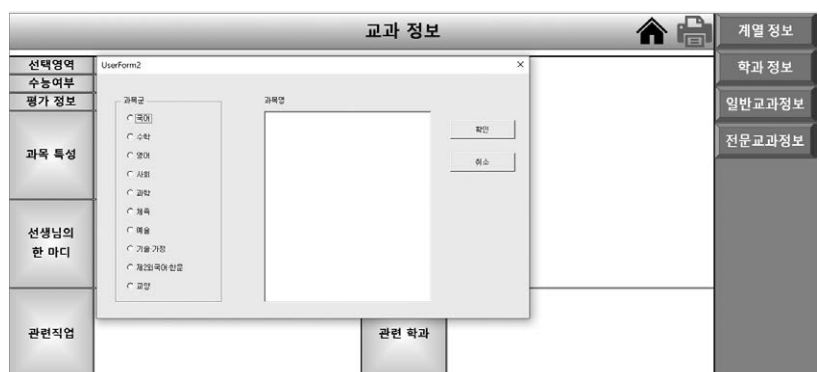 교과 정보
계열 정보
학과 정보
일반교과정보
전문교과정보
선택영역
수능여부
평가 정보
과목 특성
선생님의
한 마디
관련직업
관련 학과
UserForm2
과목군
국어
수학
영어
사회
과학
체육
예술
기술·가정
제2외국어·한문
교양
과목명
확인
취소